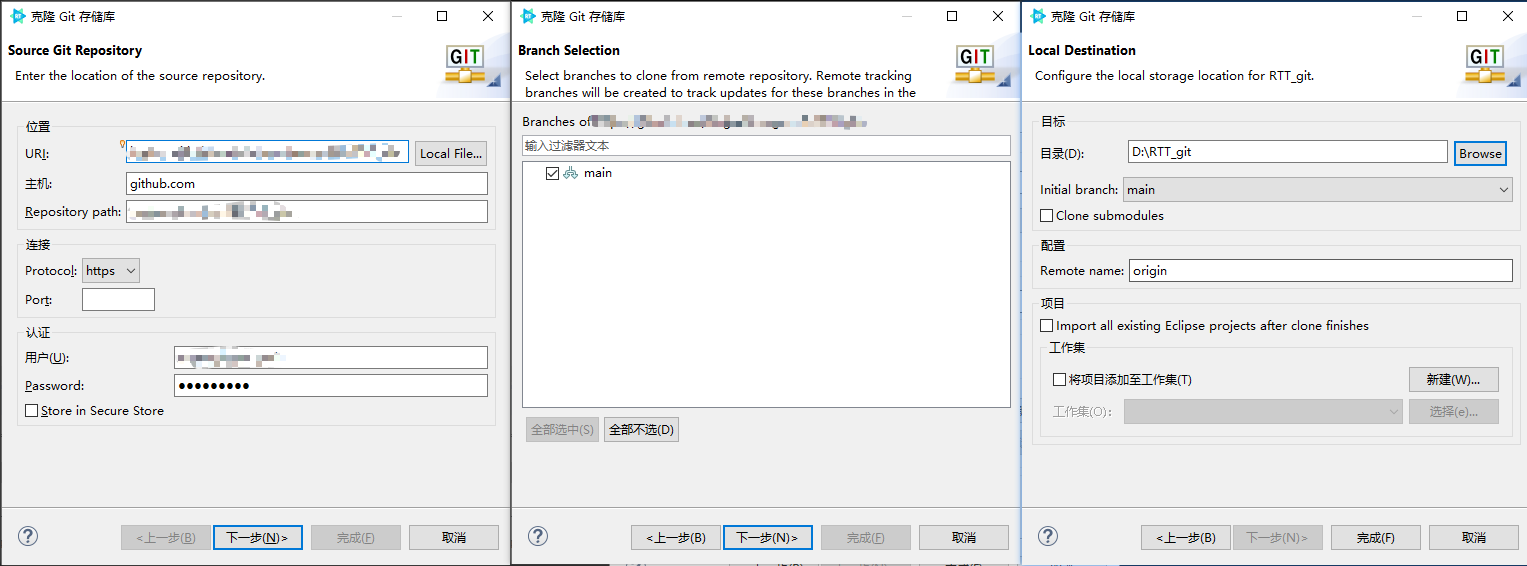 克隆 Git 存储库
Source Git Repository
Enter the location of the source repository.
GIT
位置
URI:
Local File...
主机:
github.com
Repository path:
连接
Protocol:
https
Port:
认证
用户(U):
Password:
●●●●●●●●●
Store in Secure Store
?
<上一步(B)
下一步(N)>
完成(F)
取消
克隆 Git 存储库
Branch Selection
Select branches to clone from remote repository. Remote tracking
branches will be created to track updates for these branches in the
GIT
Branches of
输入过滤器文本
main
全部选中(S)
全部不选(D)
?
<上一步(B)
下一步(N)>
完成(F)
取消
克隆 Git 存储库
Local Destination
Configure the local storage location for RTT_git.
GIT
目标
目录(D):
D:\RTT_git
Browse
Initial branch:
main
Clone submodules
配置
Remote name:
origin
项目
Import all existing Eclipse projects after clone finishes
工作集
将项目添加至工作集(T)
新建(W)...
工作集(O):
选择(e)...
?
<上一步(B)
下一步(N)>
完成(F)
取消